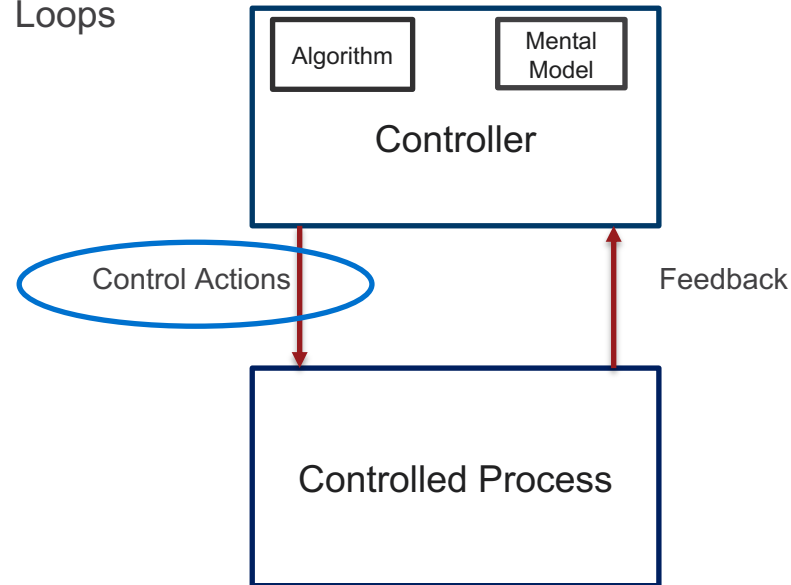 Loops
Algorithm
Mental
Model
Controller
Control Actions
Feedback
Controlled Process